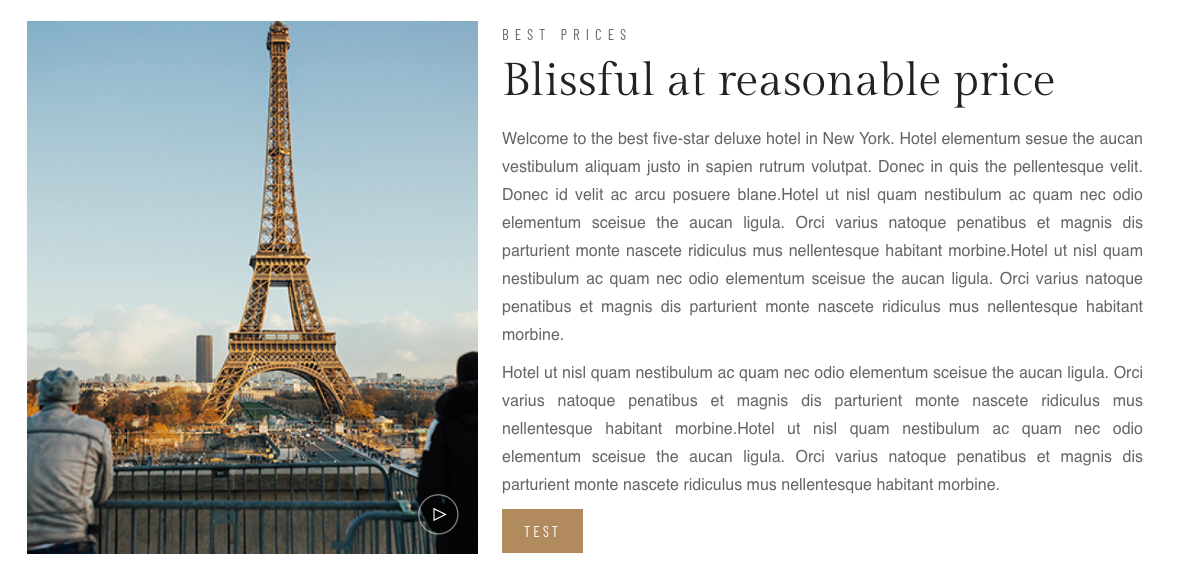 BEST PRICES
Blissful at reasonable price
Welcome to the best five-star deluxe hotel in New York. Hotel elementum sesue the aucan
vestibulum aliquam justo in sapien rutrum volutpat. Donec in quis the pellentesque velit.
Donec id velit ac arcu posuere blane.Hotel ut nisl quam nestibulum ac quam nec odio
elementum sceisue the aucan ligula. Orci varius natoque penatibus et magnis dis
parturient monte nascete ridiculus mus nellentesque habitant morbine.Hotel ut nisl quam
nestibulum ac quam nec odio elementum sceisue the aucan ligula. Orci varius natoque
penatibus et magnis dis parturient monte nascete ridiculus mus nellentesque habitant
morbine.
Hotel ut nisl quam nestibulum ac quam nec odio elementum sceisue the aucan ligula. Orci
varius natoque penatibus et magnis dis parturient monte nascete ridiculus mus
nellentesque habitant morbine.Hotel ut nisl quam nestibulum ac quam nec odio
elementum sceisue the aucan ligula. Orci varius natoque penatibus et magnis dis
parturient monte nascete ridiculus mus nellentesque habitant morbine.
TEST